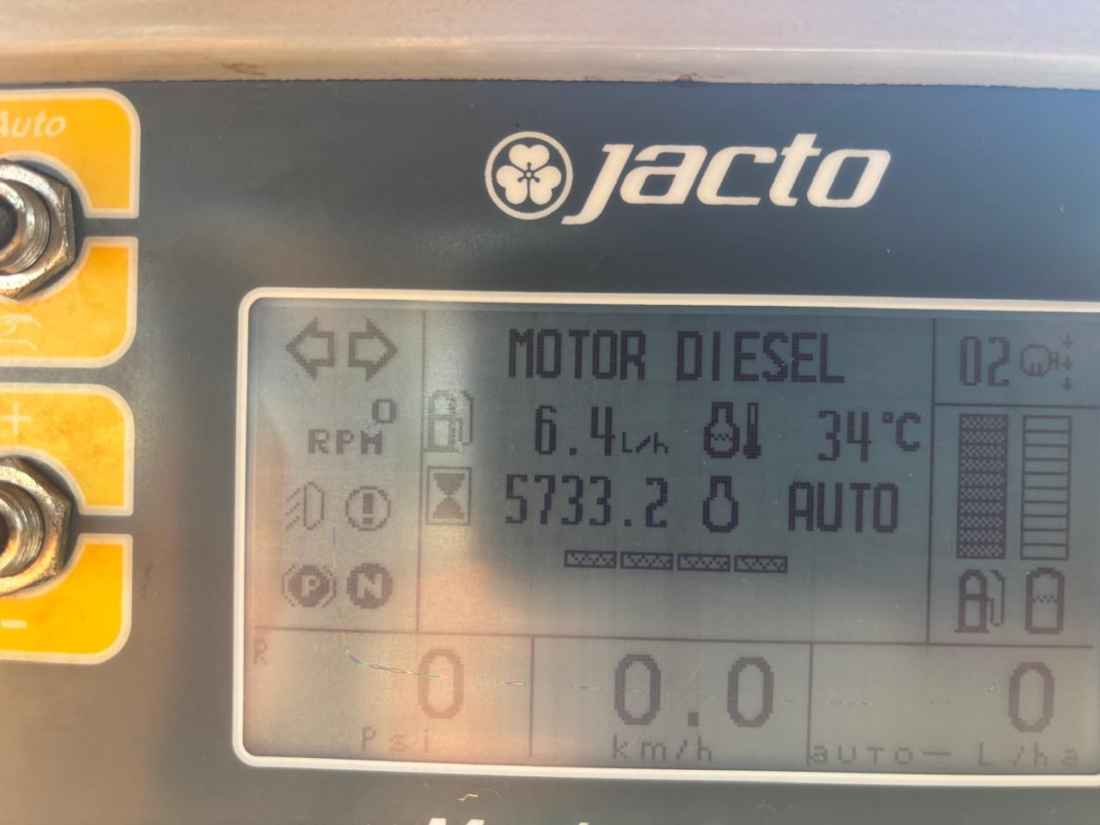 Auto
jacto
+
-
MOTOR DIESEL
02
0
RPM
6.4 L/h
34°C
5733.2
AUTO
P
N
R
0
Psi
0.0
km/h
0
auto- L/ha